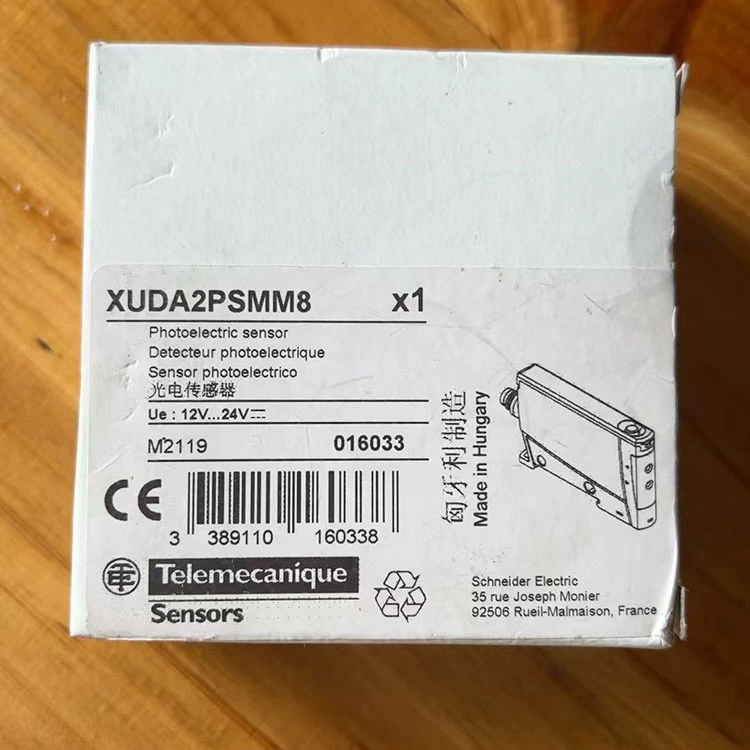 XUDA2PSMM8 x1
Photoelectric sensor
Detecteur photoelectrique
Sensor photoelectrico
光电传感器
Ue : 12V...24V⎓
M2119 016033
CE
3 389110 160338
匈牙利制造
Made in Hungary
Telemecanique
Sensors
Schneider Electric
35 rue Joseph Monier
92506 Rueil-Malmaison, France